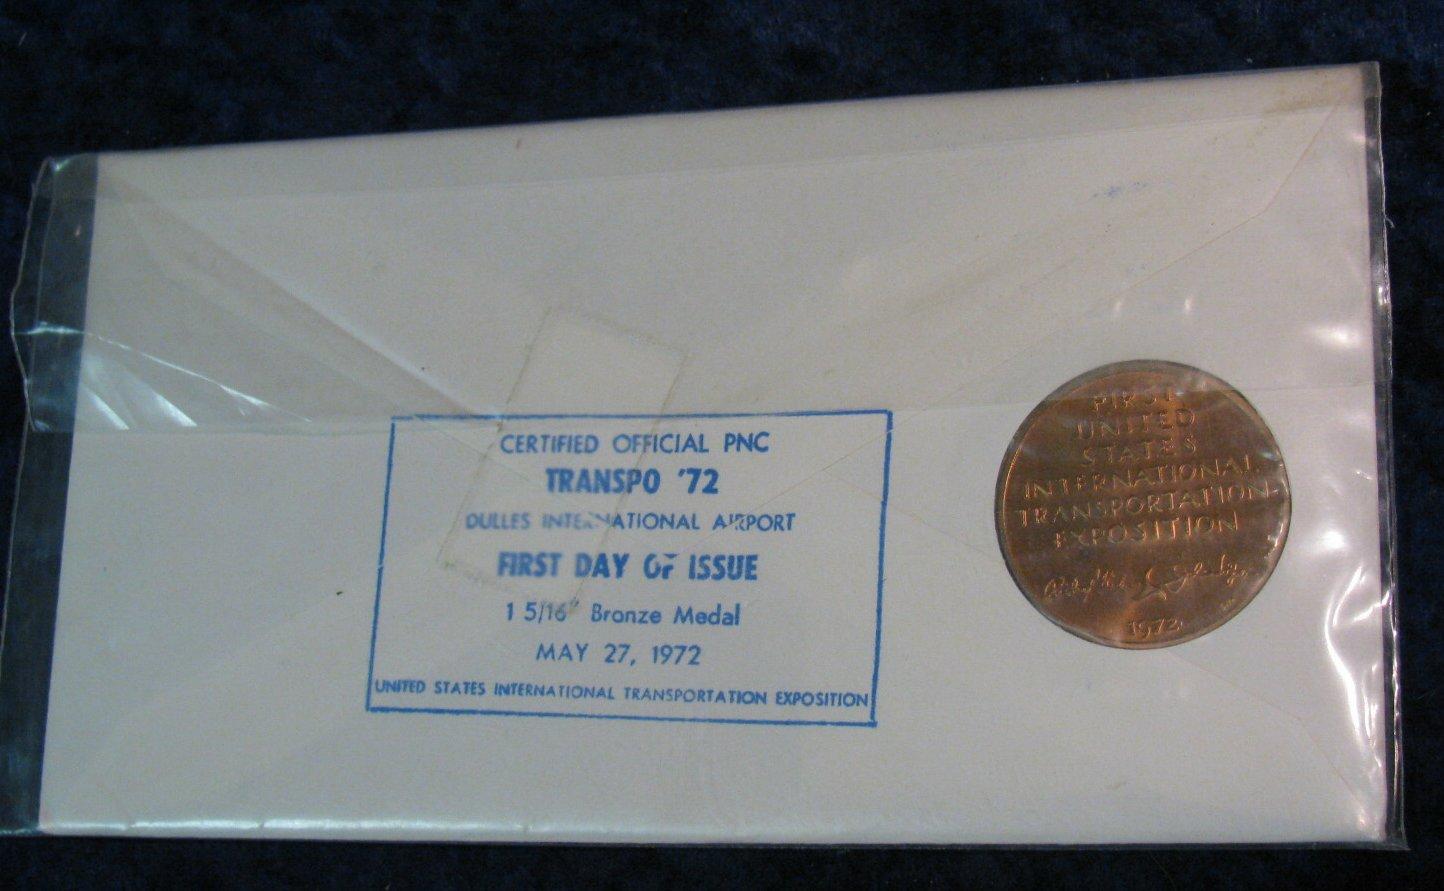 CERTIFIED OFFICIAL PNC
TRANSPO '72
DULLES INTERNATIONAL AIRPORT
FIRST DAY OF ISSUE
1 5/16" Bronze Medal
MAY 27, 1972
UNITED STATES INTERNATIONAL TRANSPORTATION EXPOSITION
FIRST
UNITED
STATES
INTERNATIONAL
TRANSPORTATION
EXPOSITION
1972